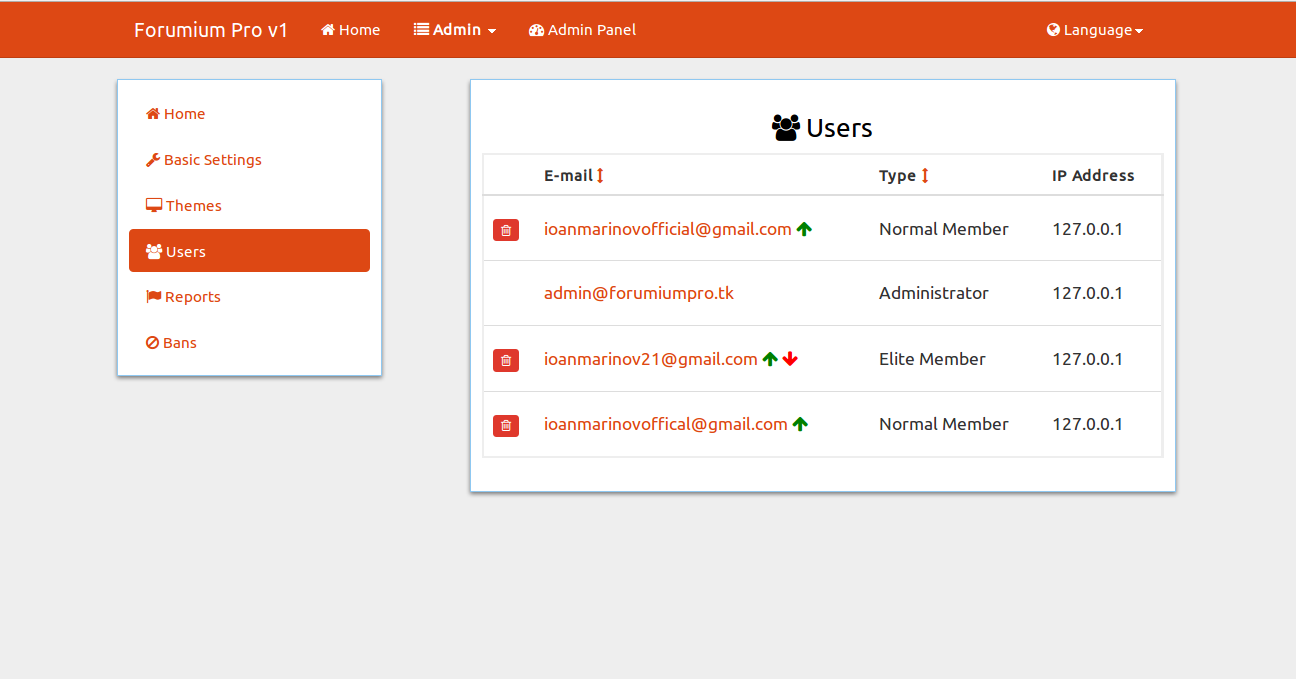 Forumium Pro v1 Home Admin Admin Panel Language
Home
Basic Settings
Themes
Users
Reports
Bans
Users
E-mail Type IP Address
ioanmarinovofficial@gmail.com Normal Member 127.0.0.1
admin@forumiumpro.tk Administrator 127.0.0.1
ioanmarinov21@gmail.com Elite Member 127.0.0.1
ioanmarinovoffical@gmail.com Normal Member 127.0.0.1